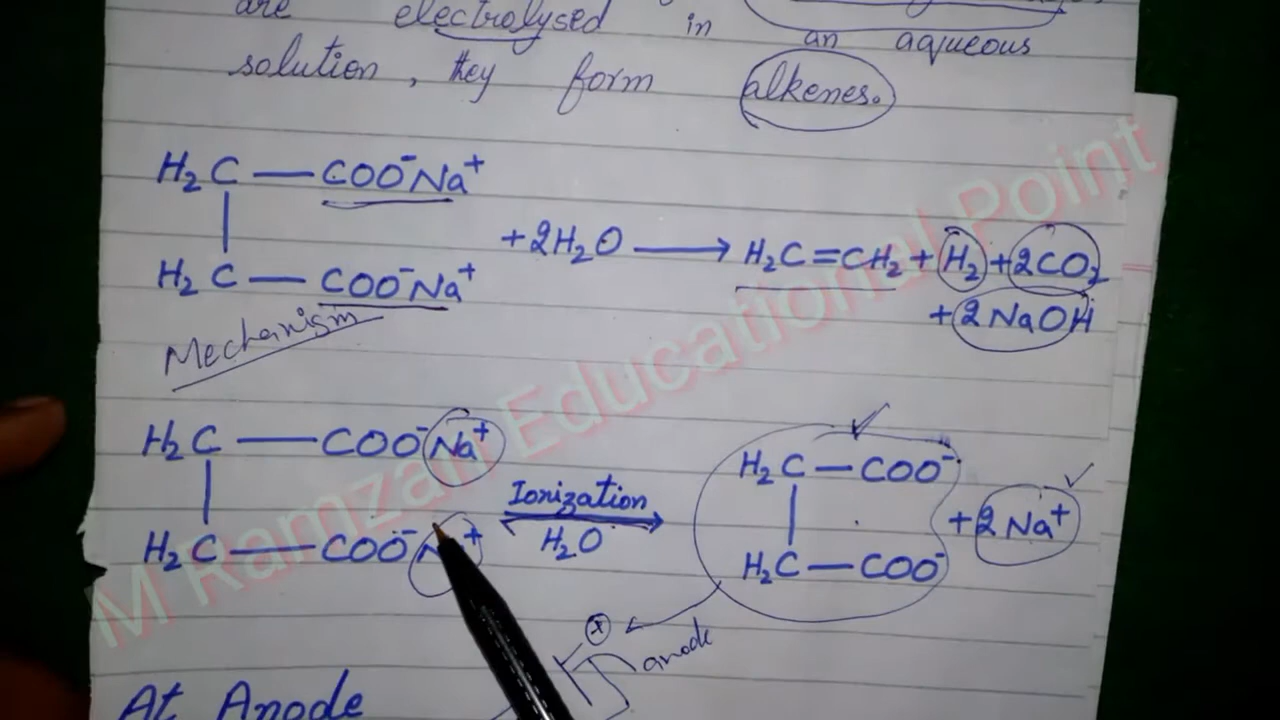 are electrolysed in an aqueous
solution, they form alkenes.
H₂C — COO⁻Na⁺
|
H₂C — COO⁻Na⁺
+2H₂O ⟶ H₂C=CH₂ + H₂ + 2CO₂
+ 2NaOH
Mechanism
H₂C — COO⁻Na⁺
|
H₂C — COO⁻Na⁺
Ionization
H₂O
H₂C — COO⁻
|
H₂C — COO⁻
+ 2Na⁺
+
anode
At Anode
M Ramzan Educational Point